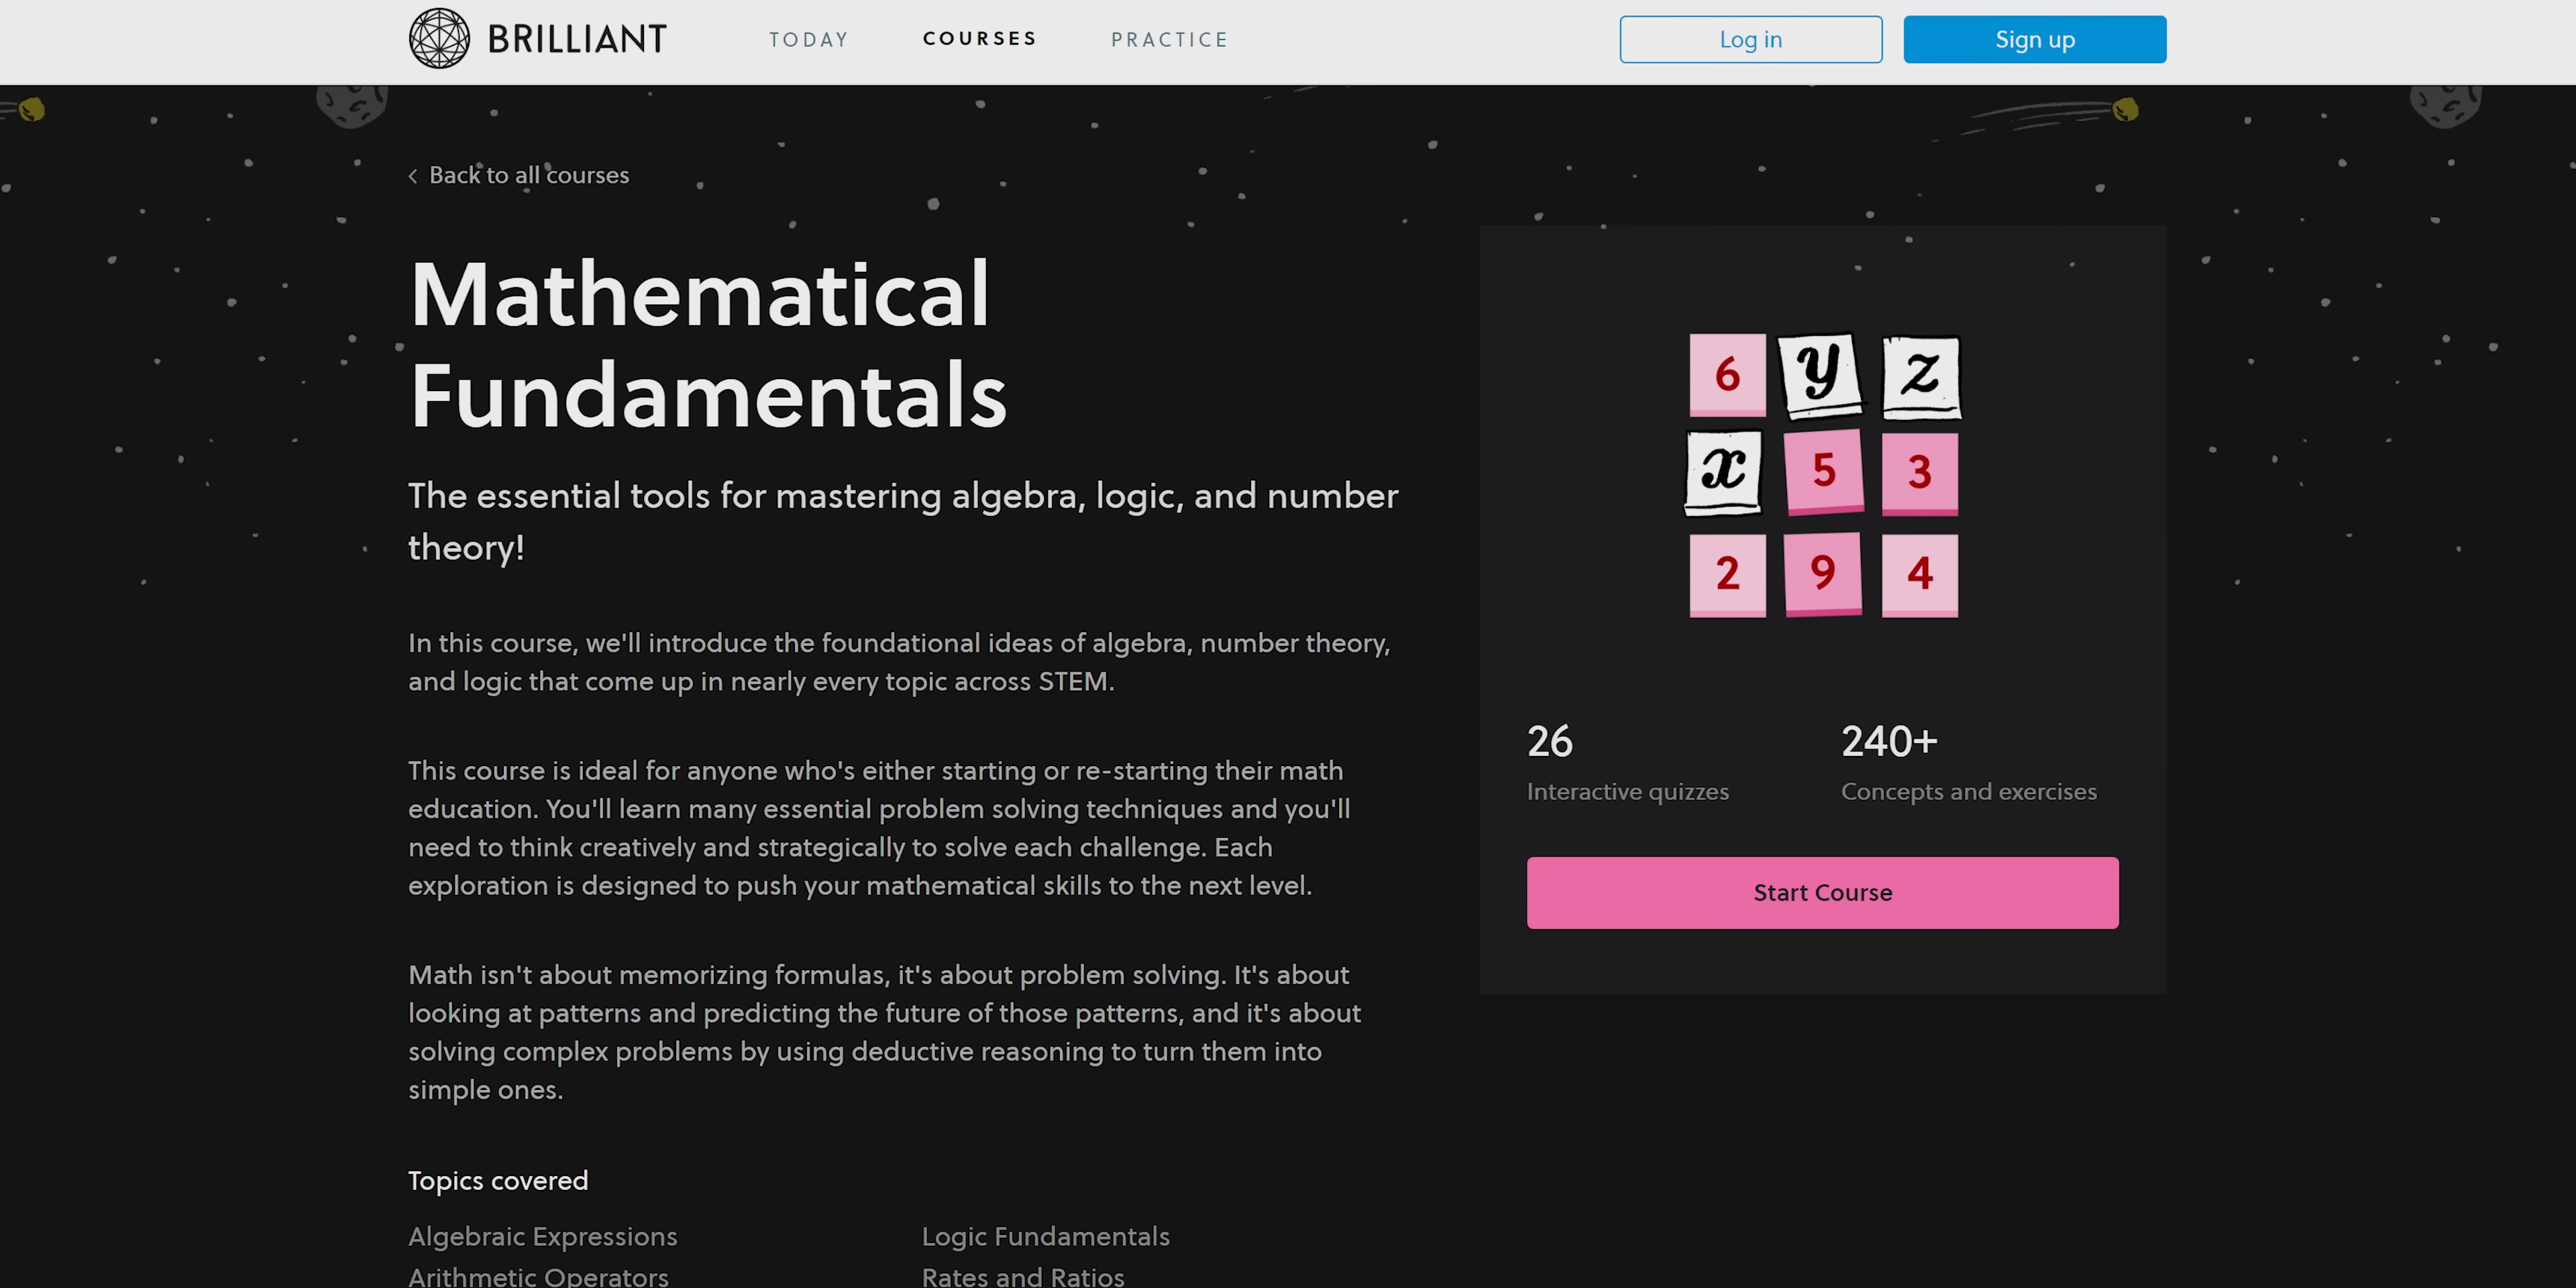 BRILLIANT
TODAY
COURSES
PRACTICE
Log in
Sign up
‹ Back to all courses
Mathematical
Fundamentals
The essential tools for mastering algebra, logic, and number
theory!
In this course, we'll introduce the foundational ideas of algebra, number theory,
and logic that come up in nearly every topic across STEM.
This course is ideal for anyone who's either starting or re-starting their math
education. You'll learn many essential problem solving techniques and you'll
need to think creatively and strategically to solve each challenge. Each
exploration is designed to push your mathematical skills to the next level.
Math isn't about memorizing formulas, it's about problem solving. It's about
looking at patterns and predicting the future of those patterns, and it's about
solving complex problems by using deductive reasoning to turn them into
simple ones.
Topics covered
Algebraic Expressions
Logic Fundamentals
Arithmetic Operators
Rates and Ratios
6 y z
x 5 3
2 9 4
26
Interactive quizzes
240+
Concepts and exercises
Start Course